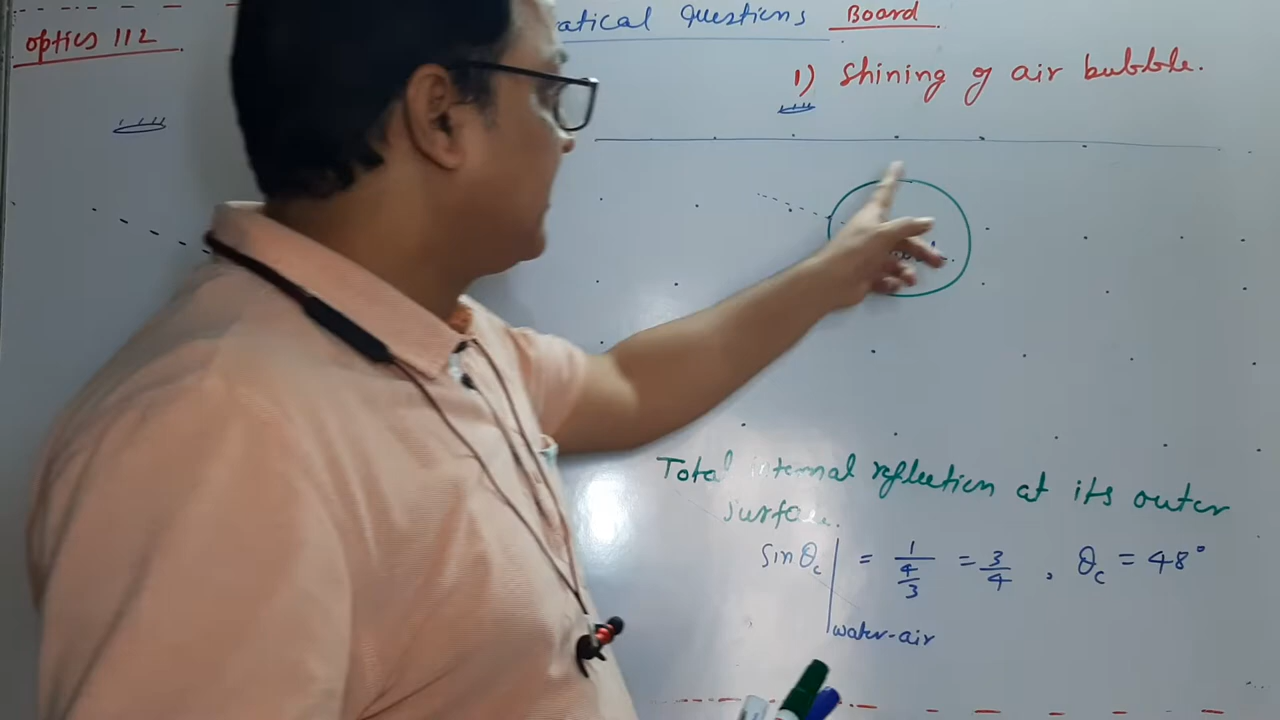 Optics 112
Questions Board
1) Shining of air bubble.
Total internal reflection at its outer
surface.
Sin θc | water-air = 1/(4/3) = 3/4 , θc = 48°